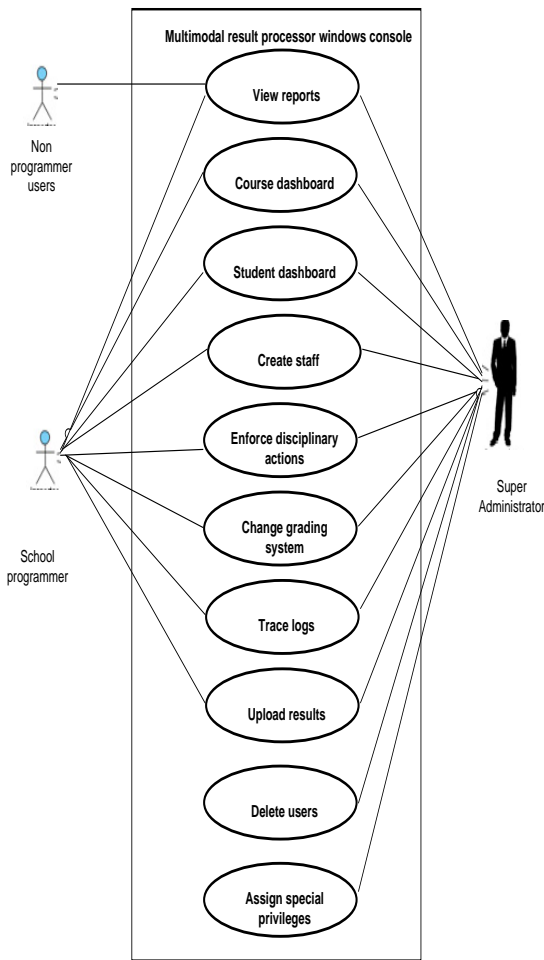 Multimodal result processor windows console
View reports
Non
programmer
users
Course dashboard
Student dashboard
Create staff
Enforce disciplinary
actions
Super
Administrator
Change grading
system
School
programmer
Trace logs
Upload results
Delete users
Assign special
privileges